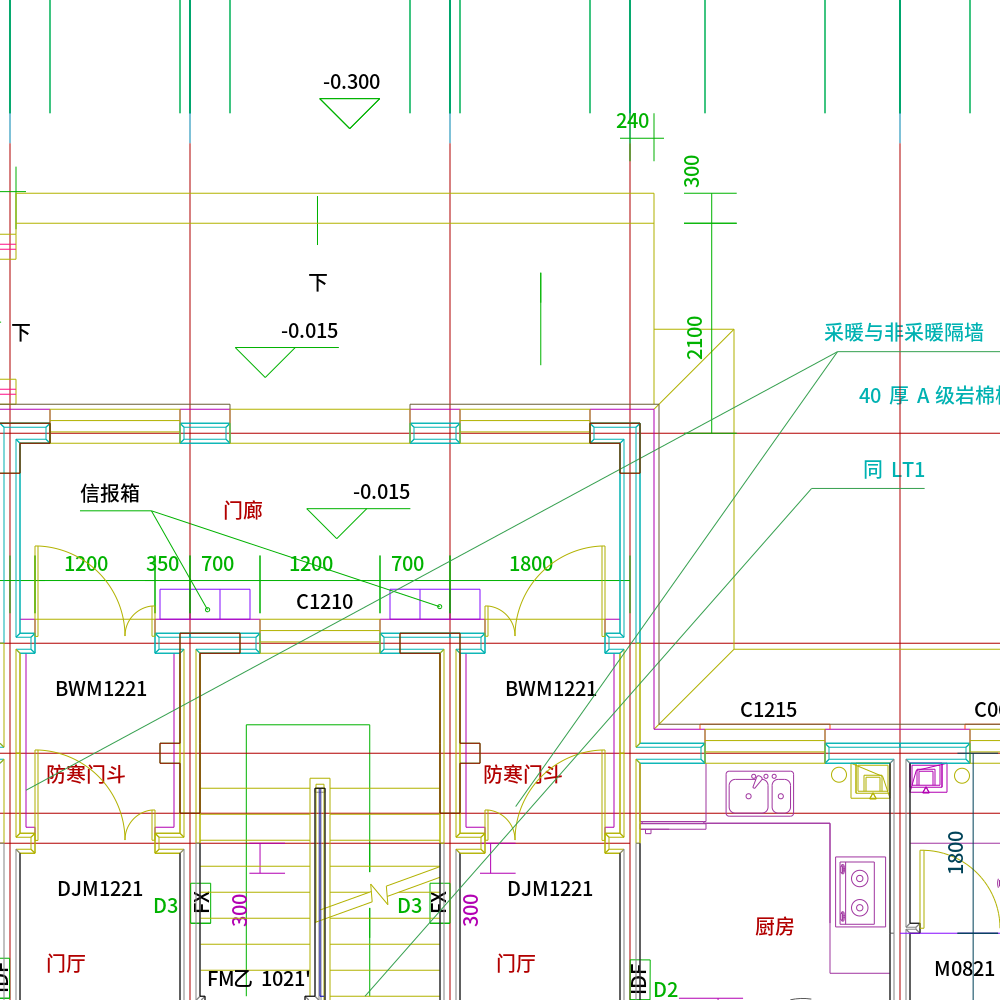 -0.300
240
300
下
-0.015
下
2100
采暖与非采暖隔墙
40 厚 A 级岩棉
同 LT1
信报箱
门廊
-0.015
1200
350
700
1200
700
1800
C1210
BWM1221
BWM1221
C1215
防寒门斗
防寒门斗
1800
DJM1221
DJM1221
D3
FX
300
D3
FX
300
厨房
门厅
门厅
FM乙 1021'
IDF
IDF
D2
M0821